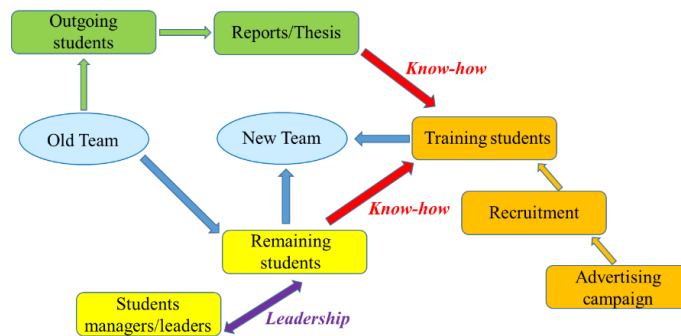 Outgoing
students
Reports/Thesis
Know-how
Old Team
New Team
Training students
Know-how
Recruitment
Remaining
students
Advertising
campaign
Students
managers/leaders
Leadership